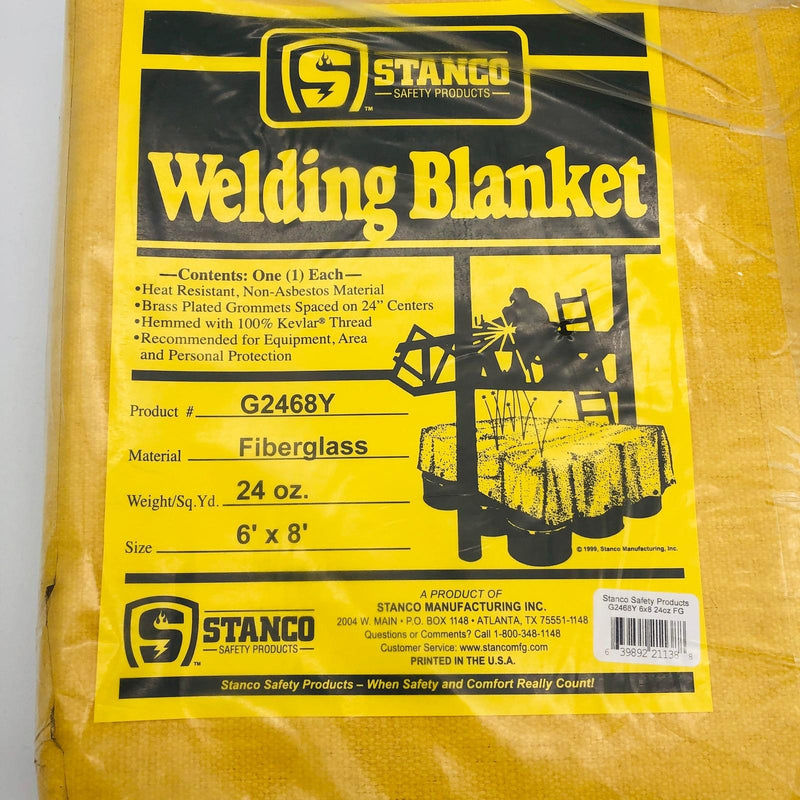 STANCO
SAFETY PRODUCTS
TM
Welding Blanket
—Contents: One (1) Each—
•Heat Resistant, Non-Asbestos Material
•Brass Plated Grommets Spaced on 24" Centers
•Hemmed with 100% Kevlar® Thread
•Recommended for Equipment, Area
and Personal Protection
Product # G2468Y
Material Fiberglass
Weight/Sq.Yd. 24 oz.
Size 6' x 8'
© 1999, Stanco Manufacturing, Inc.
STANCO
SAFETY PRODUCTS
TM
A PRODUCT OF
STANCO MANUFACTURING INC.
2004 W. MAIN • P.O. BOX 1148 • ATLANTA, TX 75551-1148
Questions or Comments? Call 1-800-348-1148
Customer Service: www.stancomfg.com
PRINTED IN THE U.S.A.
Stanco Safety Products
G2468Y 6x8 24oz FG
6 39892 21138 8
Stanco Safety Products – When Safety and Comfort Really Count!